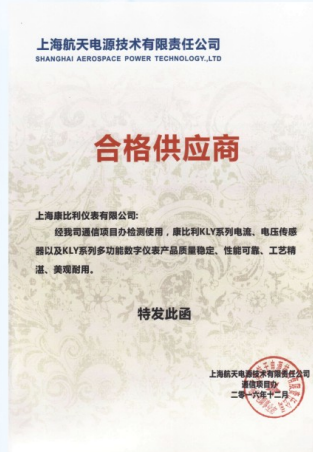 上海航天电源技术有限责任公司
SHANGHAI AEROSPACE POWER TECHNOLOGY.,LTD
合格供应商
上海康比利仪表有限公司:
经我司通信项目办检测使用，康比利KLY系列电流、电压传感
器以及KLY系列多功能数字仪表产品质量稳定、性能可靠、工艺精
湛、美观耐用。
特发此函
上海航天电源技术有限责任公司
通信项目办
二零一六年十二月